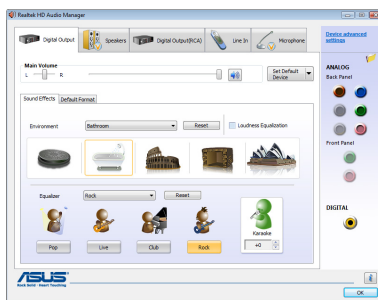 Realtek HD Audio Manager
Digital Output
Speakers
Digital Output(RCA)
Line In
Microphone
Device advanced settings
Main Volume
L
R
Set Default Device
ANALOG
Back Panel
Sound Effects
Default Format
Environment
Bathroom
Reset
Loudness Equalization
Front Panel
Equalizer
Rock
Reset
Pop
Live
Club
Rock
Karaoke
+0
DIGITAL
ASUS
Rock Solid · Heart Touching
i
OK